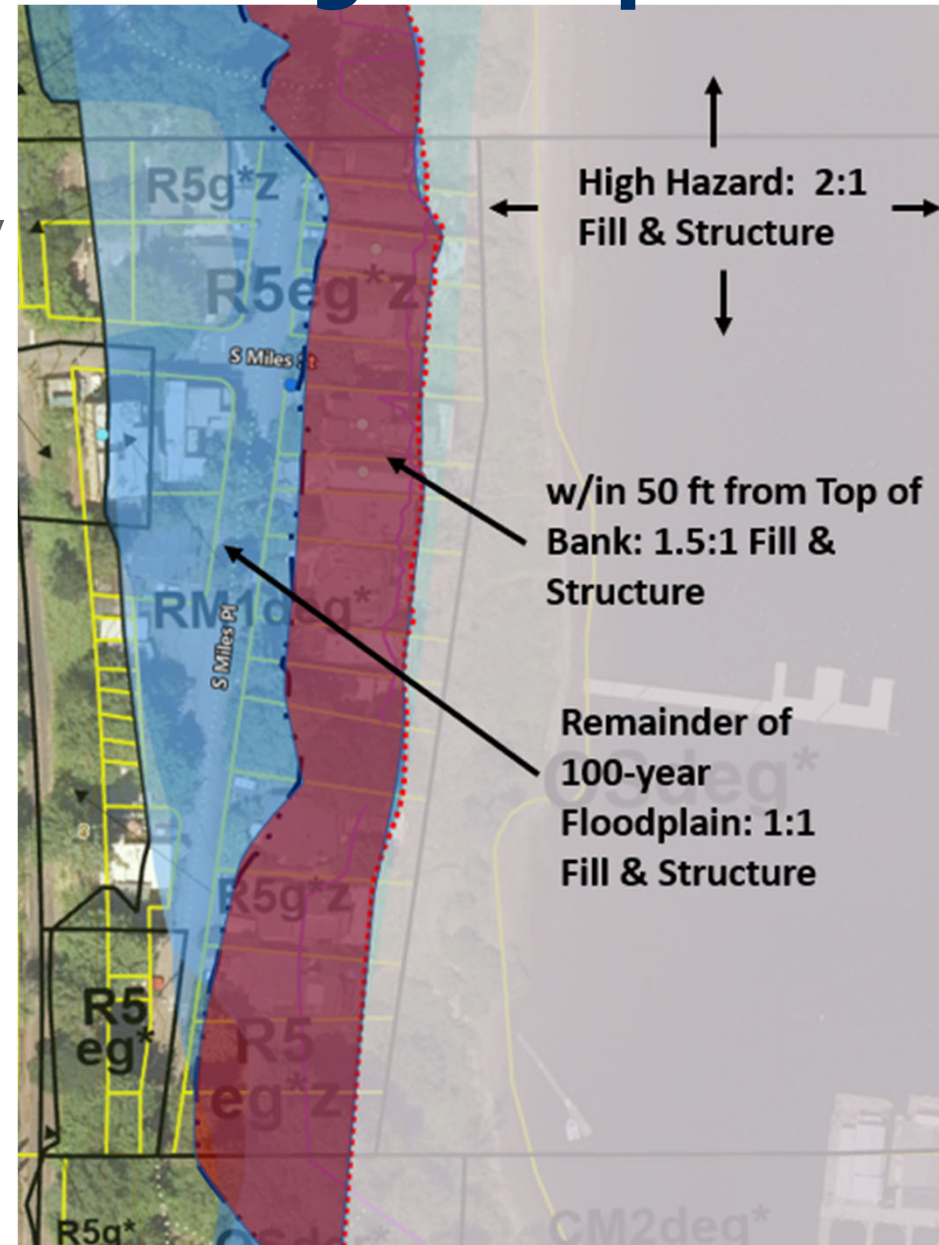 R5g*z
High Hazard: 2:1
Fill & Structure
R5eg*z
S Miles St
w/in 50 ft from Top of
Bank: 1.5:1 Fill &
Structure
RM1deg*
S Miles Pl
Remainder of
100-year
Floodplain: 1:1
Fill & Structure
OSdeg*
R5g*z
R5
eg*
R5
eg*z
R5g*
CM2deg*